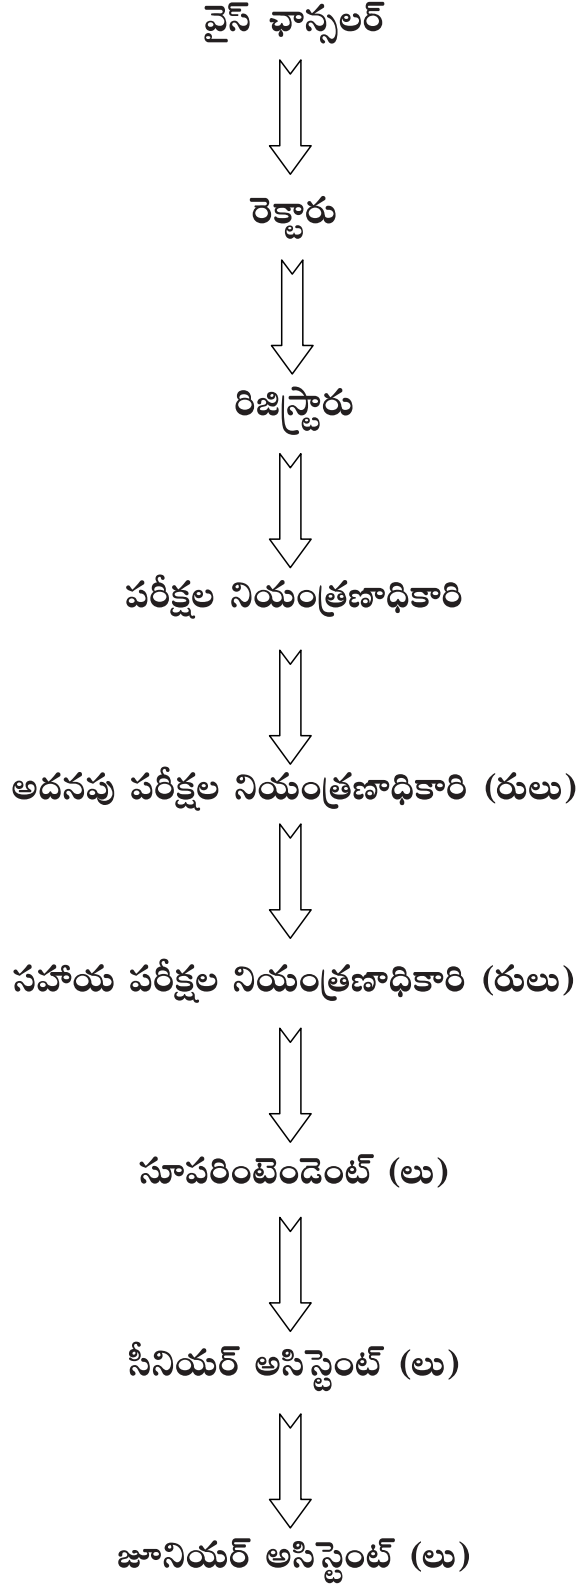 వైస్ ఛాన్సలర్
రెక్టారు
రిజిస్ట్రారు
పరీక్షల నియంత్రణాధికారి
అదనపు పరీక్షల నియంత్రణాధికారి (రులు)
సహాయ పరీక్షల నియంత్రణాధికారి (రులు)
సూపరింటెండెంట్ (లు)
సీనియర్ అసిస్టెంట్ (లు)
జూనియర్ అసిస్టెంట్ (లు)